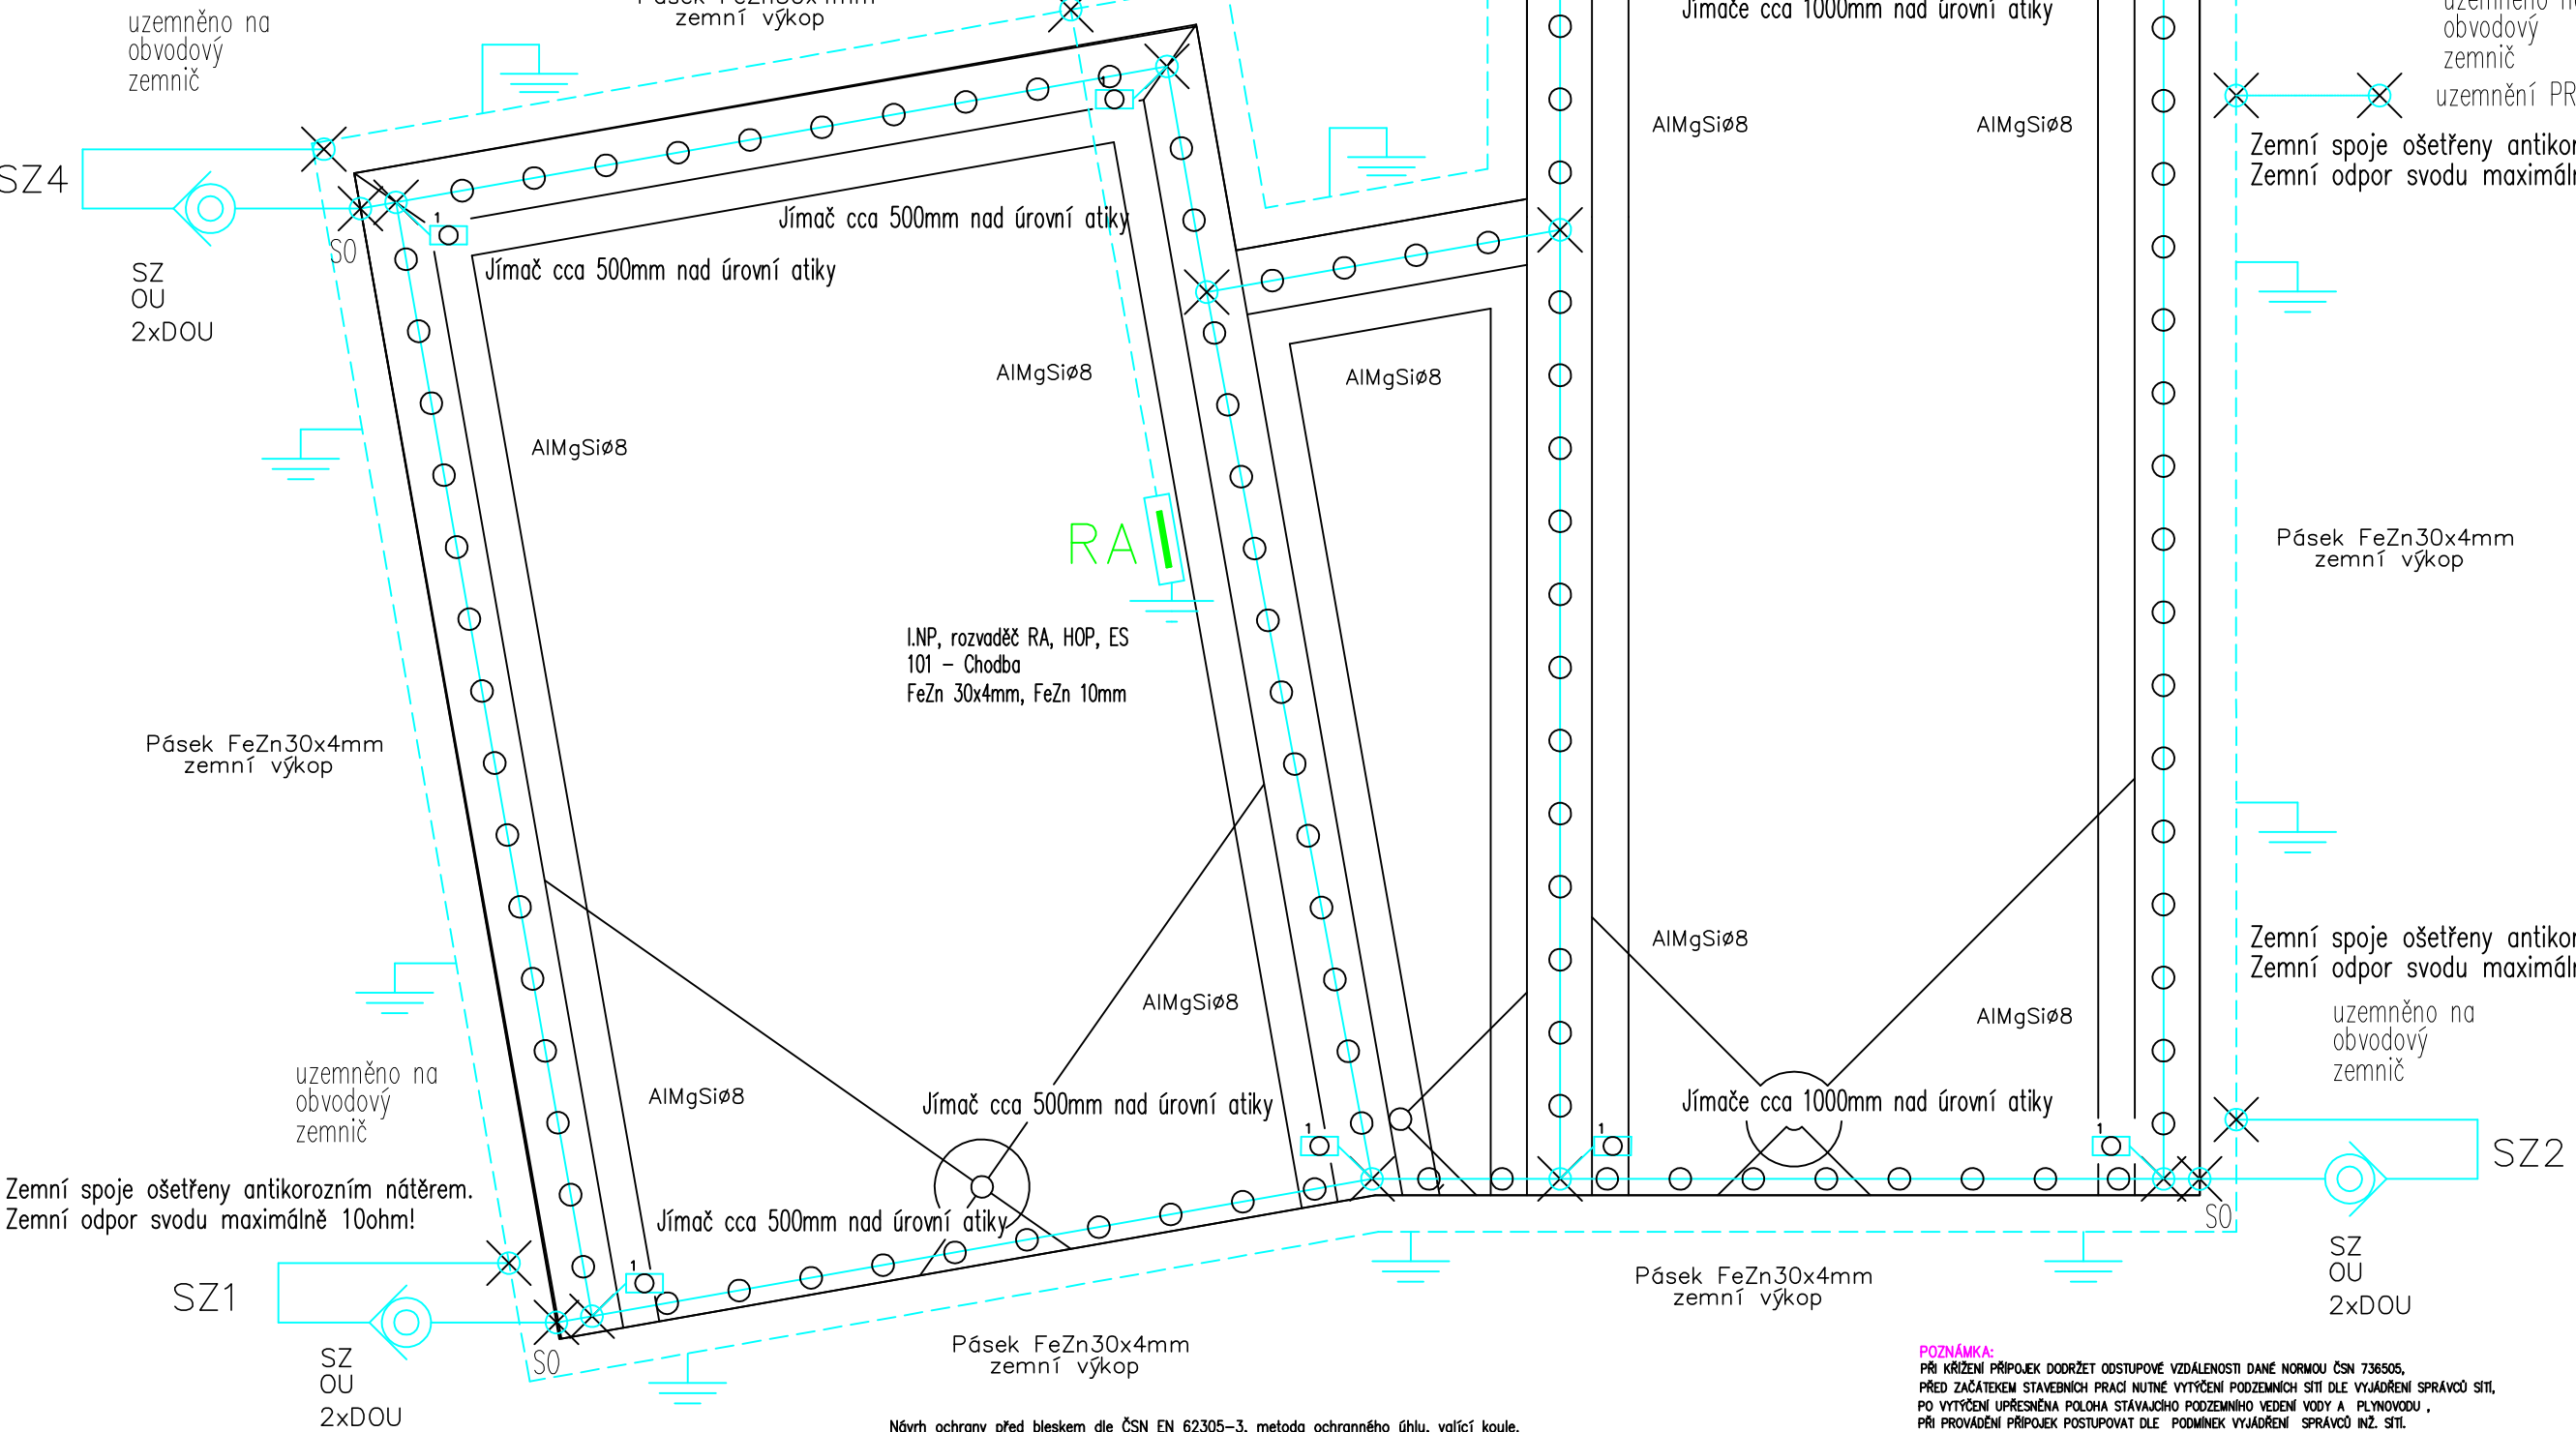 uzemněno na
obvodový
zemnič
zemní výkop
Jímače cca 1000mm nad úrovní atiky
obvodový
zemnič
uzemnění
AlMgSiø8
AlMgSiø8
Zemní spoje ošetřeny
Zemní odpor svodu
SZ4
1
1
SO
Jímač cca 500mm nad úrovní atiky
Jímač cca 500mm nad úrovní atiky
SZ
OU
2xDOU
AlMgSiø8
AlMgSiø8
AlMgSiø8
RA
Pásek FeZn30x4mm
zemní výkop
I.NP, rozvaděč RA, HOP, ES
101 – Chodba
FeZn 30x4mm, FeZn 10mm
Pásek FeZn30x4mm
zemní výkop
AlMgSiø8
Zemní spoje ošetřeny
Zemní odpor svodu
AlMgSiø8
AlMgSiø8
uzemněno na
obvodový
zemnič
uzemněno na
obvodový
zemnič
AlMgSiø8
Jímač cca 500mm nad úrovní atiky
Jímače cca 1000mm nad úrovní atiky
1
1
1
SZ2
Zemní spoje ošetřeny antikorozním nátěrem.
Zemní odpor svodu maximálně 10ohm!
Jímač cca 500mm nad úrovní atiky
SO
1
SZ1
SZ
OU
2xDOU
Pásek FeZn30x4mm
zemní výkop
SO
SZ
OU
2xDOU
Pásek FeZn30x4mm
zemní výkop
POZNÁMKA:
PŘI KŘÍŽENÍ PŘÍPOJEK DODRŽET ODSTUPOVÉ VZDÁLENOSTI DANÉ NORMOU ČSN 736505,
PŘED ZAČÁTEKEM STAVEBNÍCH PRACÍ NUTNÉ VYTÝČENÍ PODZEMNÍCH SÍTÍ DLE VYJÁDŘENÍ SPRÁVCŮ SÍTÍ,
PO VYTÝČENÍ UPŘESNĚNA POLOHA STÁVAJCÍHO PODZEMNÍHO VEDENÍ VODY A PLYNOVODU ,
PŘI PROVÁDĚNÍ PŘÍPOJEK POSTUPOVAT DLE PODMÍNEK VYJÁDŘENÍ SPRÁVCŮ INŽ. SÍTÍ.
Návrh ochrany před bleskem dle ČSN EN 62305–3, metoda ochranného úhlu, valící koule.